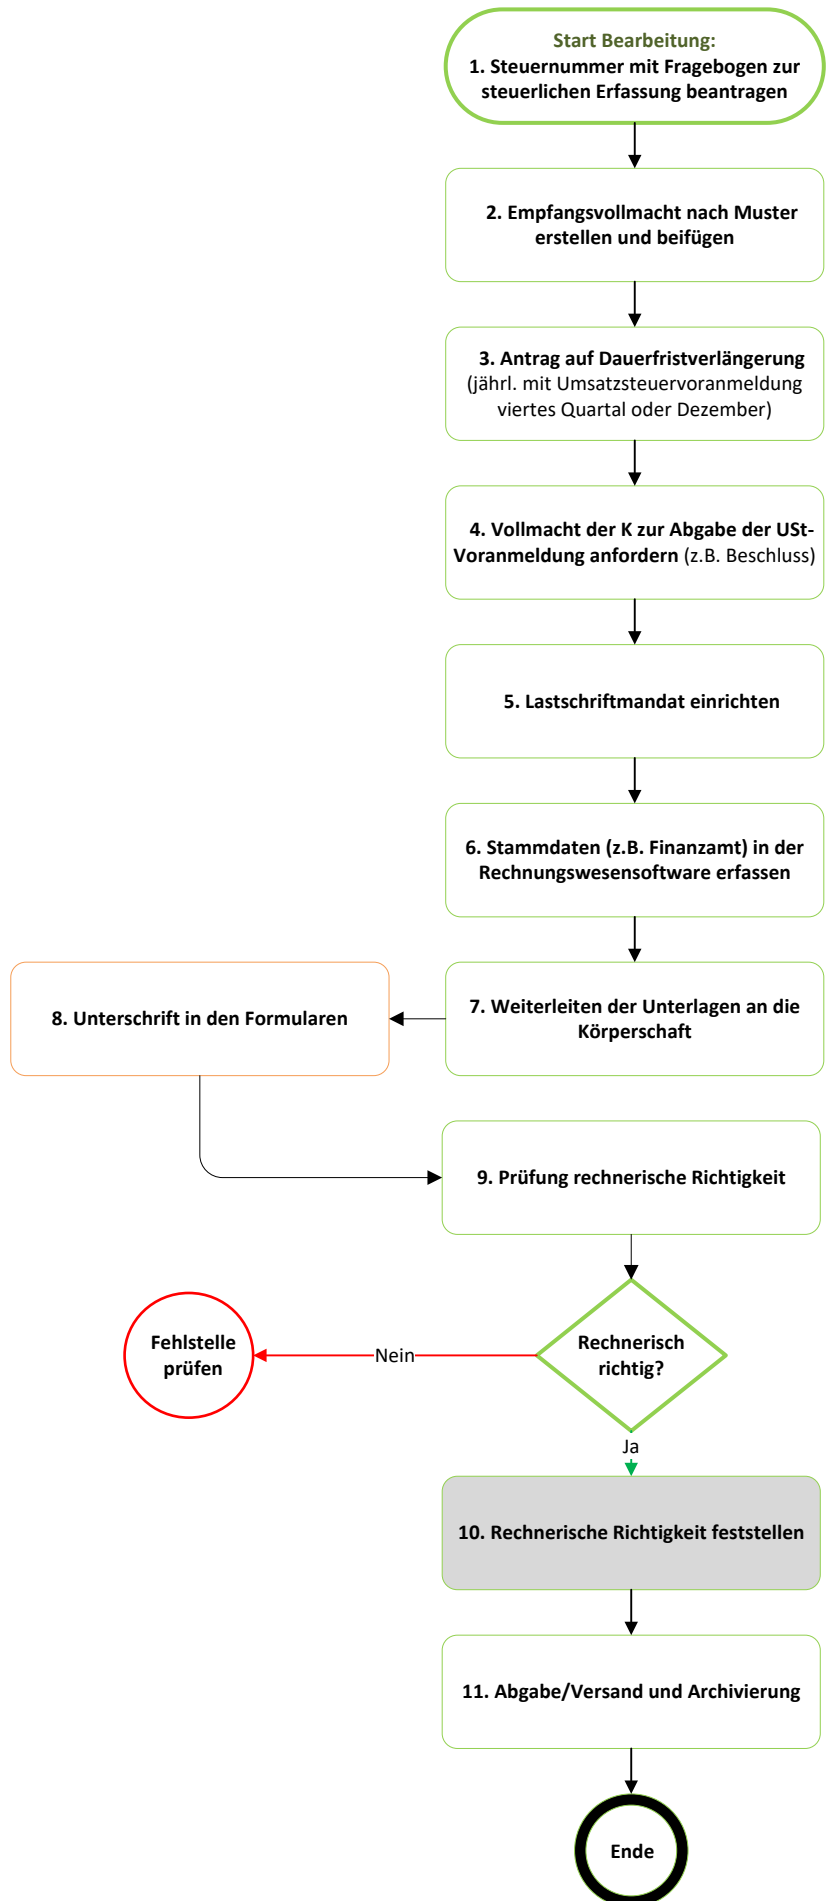 Start Bearbeitung:
1. Steuernummer mit Fragebogen zur
steuerlichen Erfassung beantragen
2. Empfangsvollmacht nach Muster
erstellen und beifügen
3. Antrag auf Dauerfristverlängerung
(jährl. mit Umsatzsteuervoranmeldung
viertes Quartal oder Dezember)
4. Vollmacht der K zur Abgabe der USt-
Voranmeldung anfordern (z.B. Beschluss)
5. Lastschriftmandat einrichten
6. Stammdaten (z.B. Finanzamt) in der
Rechnungswesensoftware erfassen
7. Weiterleiten der Unterlagen an die
Körperschaft
8. Unterschrift in den Formularen
9. Prüfung rechnerische Richtigkeit
Rechnerisch
richtig?
Nein
Fehlstelle
prüfen
Ja
10. Rechnerische Richtigkeit feststellen
11. Abgabe/Versand und Archivierung
Ende